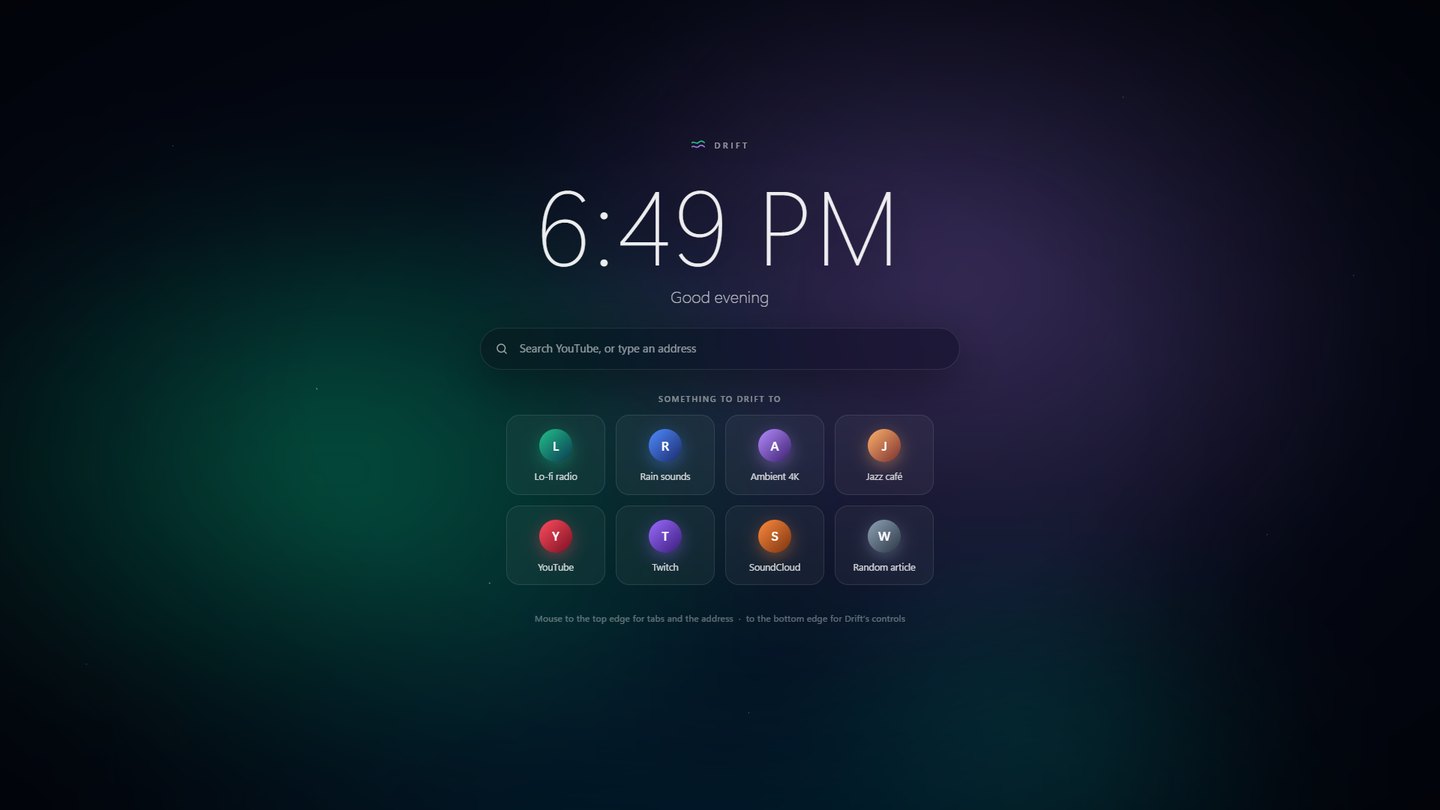 DRIFT
6:49 PM
Good evening
Search YouTube, or type an address
SOMETHING TO DRIFT TO
L
R
A
J
Lo-fi radio
Rain sounds
Ambient 4K
Jazz café
Y
T
S
W
YouTube
Twitch
SoundCloud
Random article
Mouse to the top edge for tabs and the address · to the bottom edge for Drift's controls